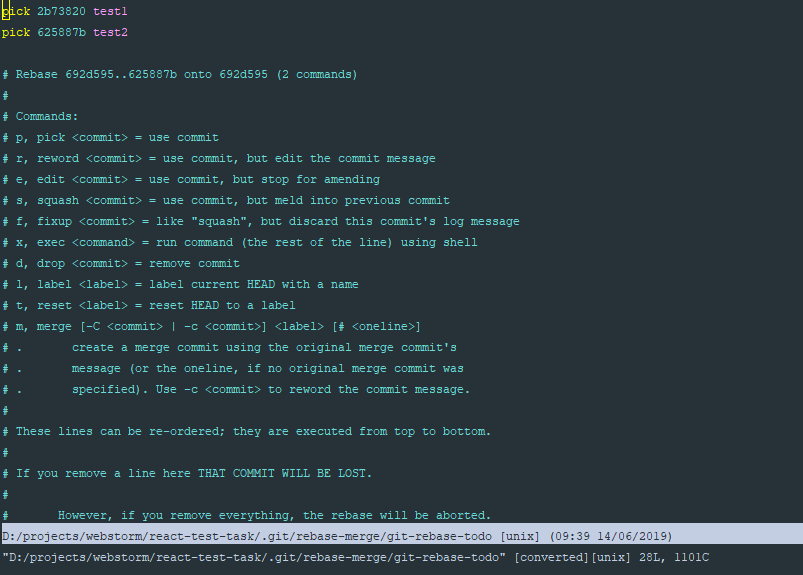 pick 2b73820 test1
pick 625887b test2
# Rebase 692d595..625887b onto 692d595 (2 commands)
#
# Commands:
# p, pick <commit> = use commit
# r, reword <commit> = use commit, but edit the commit message
# e, edit <commit> = use commit, but stop for amending
# s, squash <commit> = use commit, but meld into previous commit
# f, fixup <commit> = like "squash", but discard this commit's log message
# x, exec <command> = run command (the rest of the line) using shell
# d, drop <commit> = remove commit
# l, label <label> = label current HEAD with a name
# t, reset <label> = reset HEAD to a label
# m, merge [-C <commit> | -c <commit>] <label> [# <oneline>]
# .       create a merge commit using the original merge commit's
# .       message (or the oneline, if no original merge commit was
# .       specified). Use -c <commit> to reword the commit message.
#
# These lines can be re-ordered; they are executed from top to bottom.
#
# If you remove a line here THAT COMMIT WILL BE LOST.
#
#       However, if you remove everything, the rebase will be aborted.
D:/projects/webstorm/react-test-task/.git/rebase-merge/git-rebase-todo [unix] (09:39 14/06/2019)
"D:/projects/webstorm/react-test-task/.git/rebase-merge/git-rebase-todo" [converted][unix] 28L, 1101C